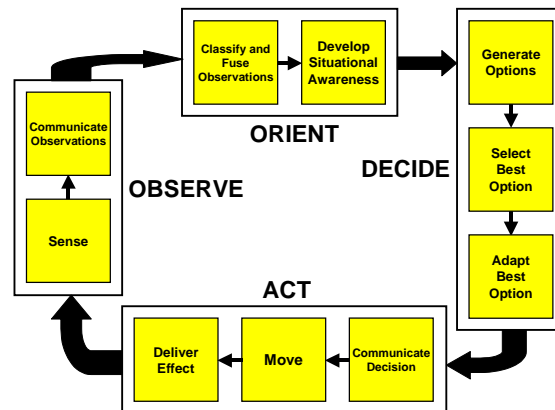 Classify and
Fuse
Observations
Develop
Situational
Awareness
ORIENT
Generate
Options
Select
Best
Option
Adapt
Best
Option
DECIDE
Communicate
Observations
Sense
OBSERVE
ACT
Deliver
Effect
Move
Communicate
Decision